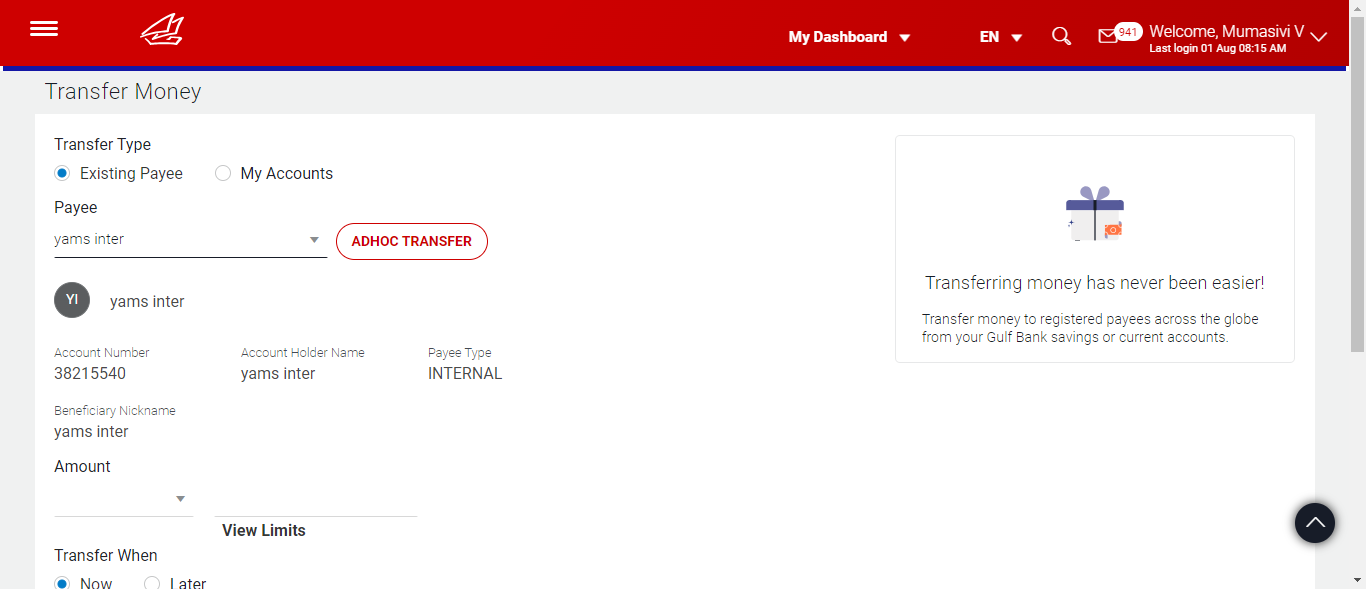 My Dashboard
EN
941
Welcome, Mumasivi V
Last login 01 Aug 08:15 AM
Transfer Money
Transfer Type
Existing Payee
My Accounts
Payee
yams inter
ADHOC TRANSFER
YI
yams inter
Account Number
Account Holder Name
Payee Type
38215540
yams inter
INTERNAL
Beneficiary Nickname
yams inter
Amount
View Limits
Transfer When
Now
Later
Transferring money has never been easier!
Transfer money to registered payees across the globe
from your Gulf Bank savings or current accounts.